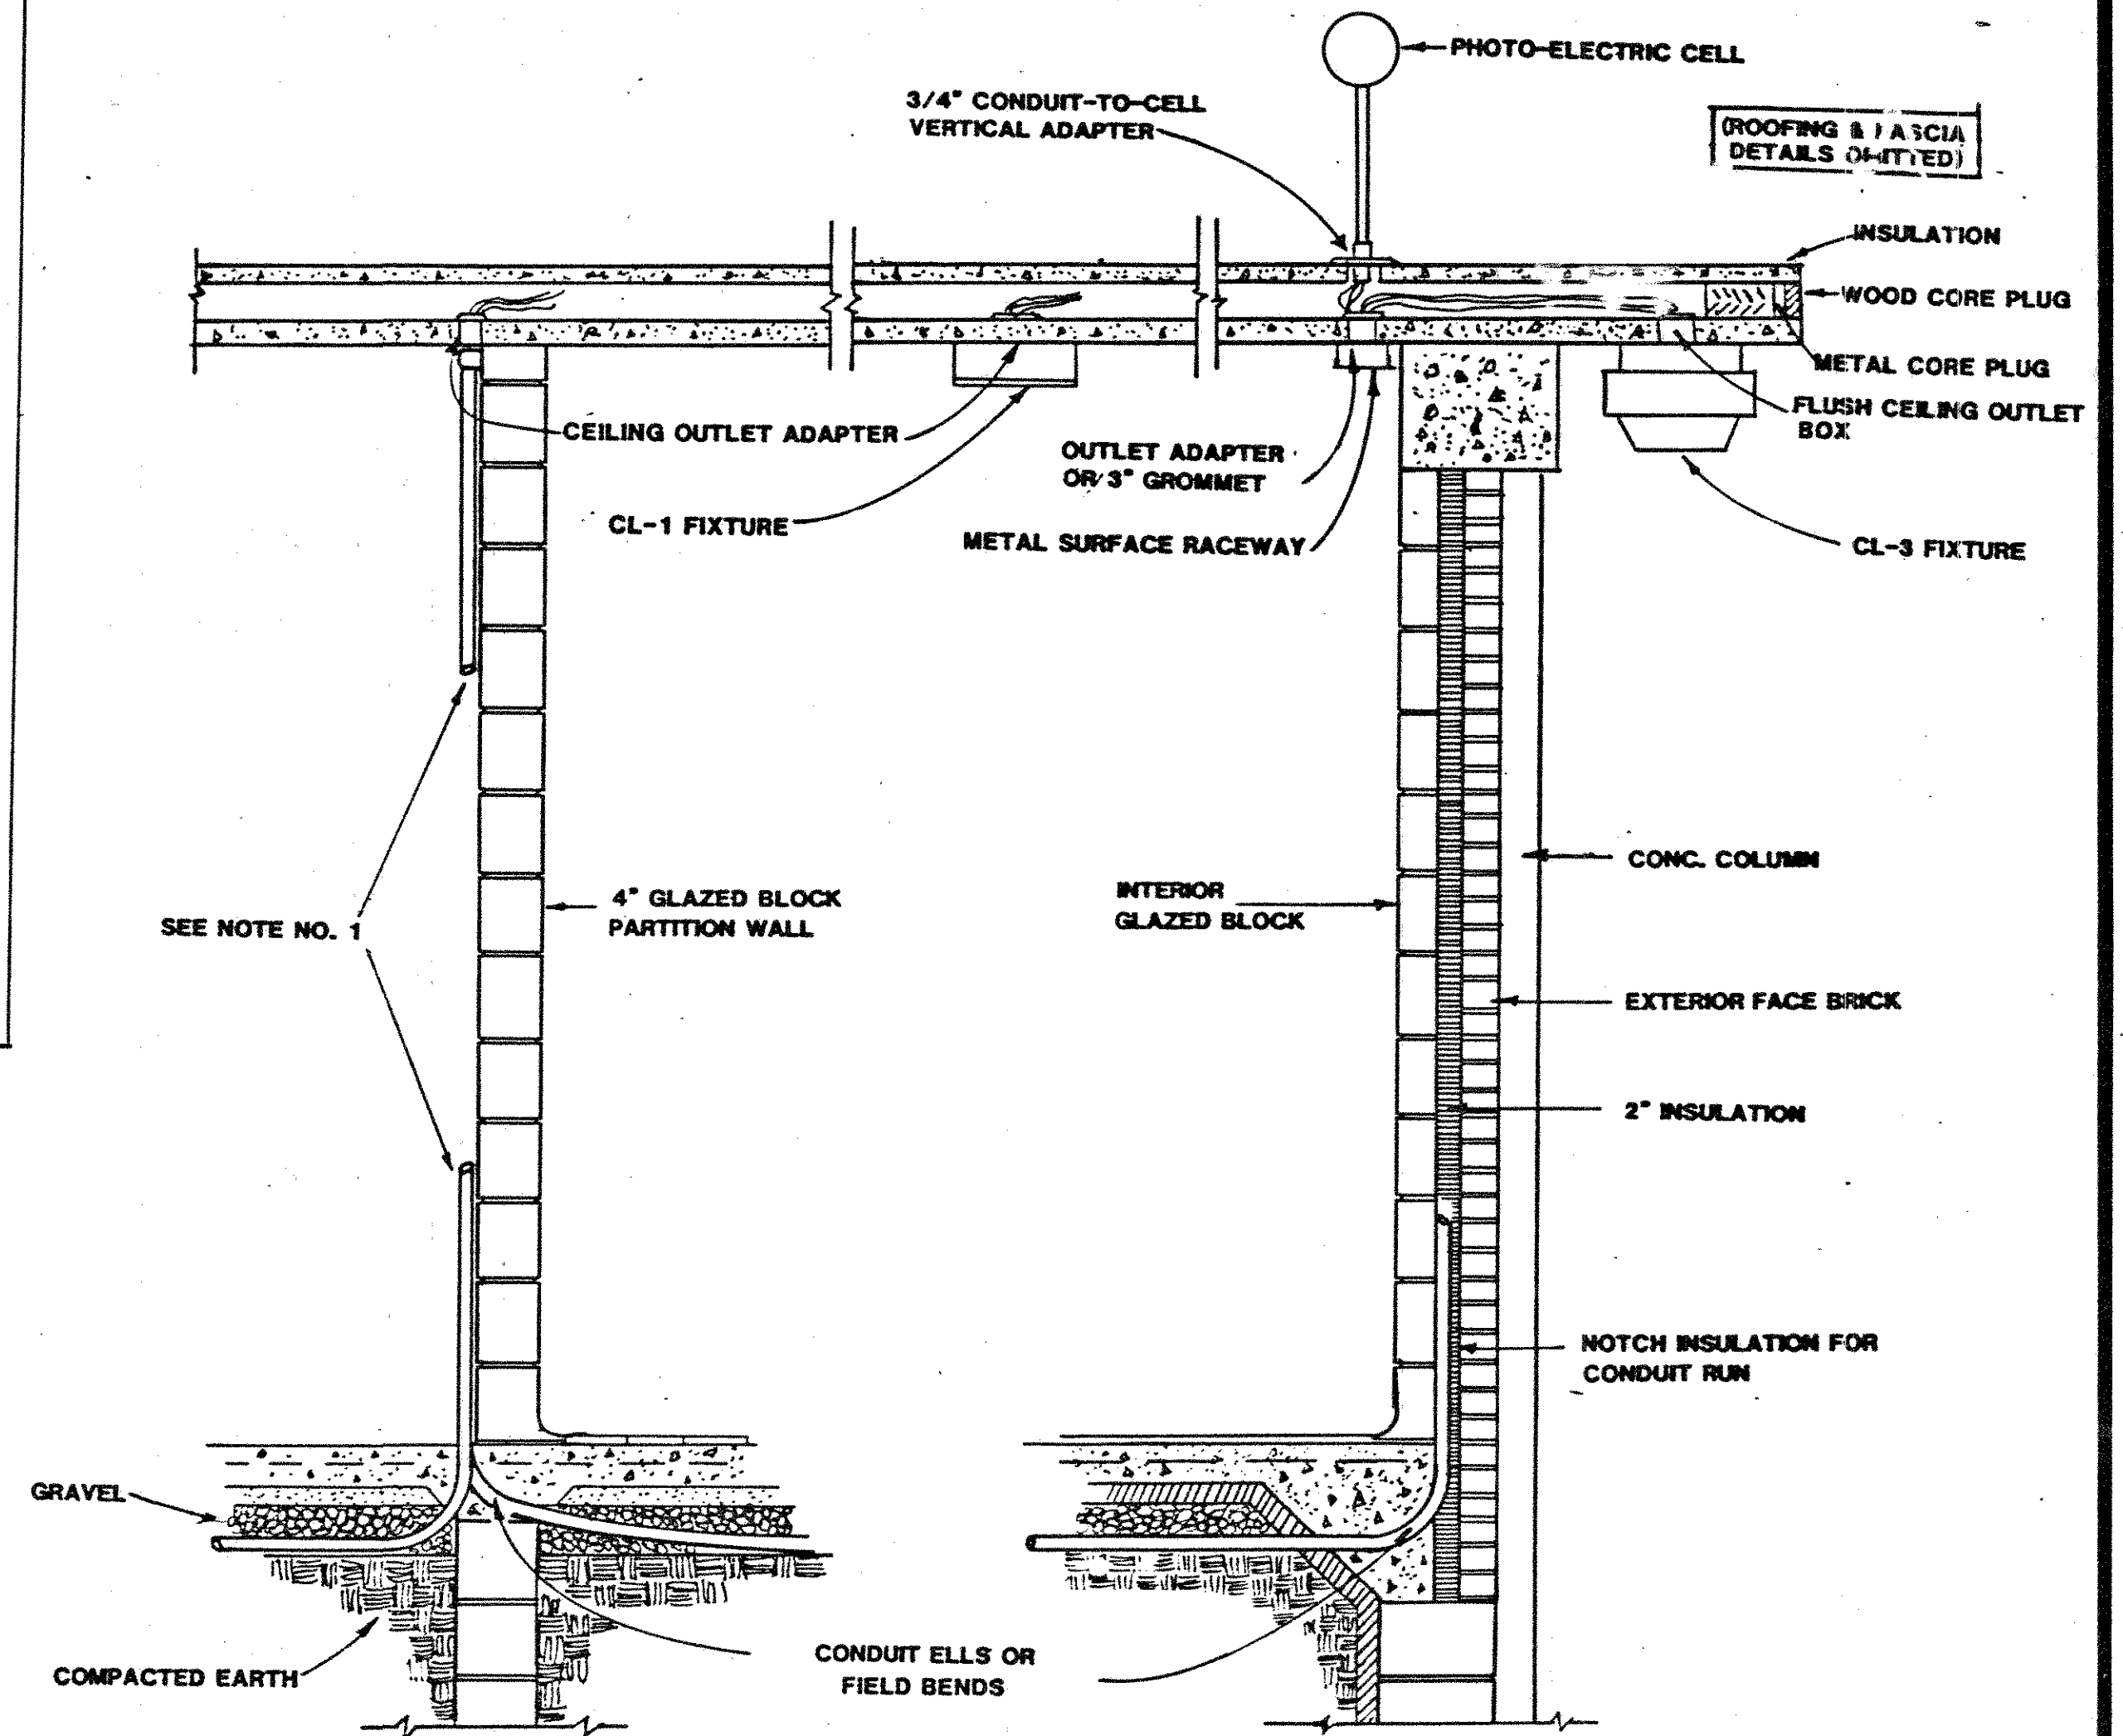 PHOTO-ELECTRIC CELL
3/4" CONDUIT-TO-CELL
VERTICAL ADAPTER
(ROOFING & FASCIA
DETAILS OMITTED)
INSULATION
WOOD CORE PLUG
METAL CORE PLUG
FLUSH CEILING OUTLET
BOX
CEILING OUTLET ADAPTER
OUTLET ADAPTER
OR 3" GROMMET
CL-1 FIXTURE
METAL SURFACE RACEWAY
CL-3 FIXTURE
CONC. COLUMN
4" GLAZED BLOCK
PARTITION WALL
INTERIOR
GLAZED BLOCK
SEE NOTE NO. 1
EXTERIOR FACE BRICK
2" INSULATION
NOTCH INSULATION FOR
CONDUIT RUN
GRAVEL
COMPACTED EARTH
CONDUIT ELLS OR
FIELD BENDS